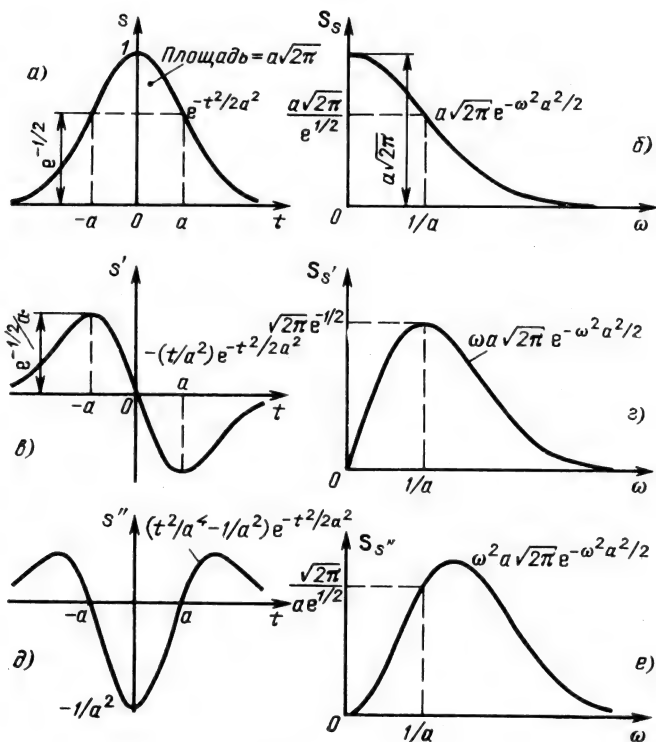 а)
s
1
Площадь = a√2π
e^{-t²/2a²}
e^{-1/2}
-a
0
a
t
б)
S_s
a√2π / e^{1/2}
a√2π
a√2π e^{-ω²a²/2}
0
1/a
ω
в)
s′
e^{-1/2}/a
-(t/a²) e^{-t²/2a²}
-a
0
a
t
г)
S_{s′}
√2π e^{-1/2}
ωa√2π e^{-ω²a²/2}
0
1/a
ω
д)
s″
(t²/a⁴ - 1/a²) e^{-t²/2a²}
-a
a
t
-1/a²
е)
S_{s″}
√2π / ae^{1/2}
ω²a√2π e^{-ω²a²/2}
0
1/a
ω